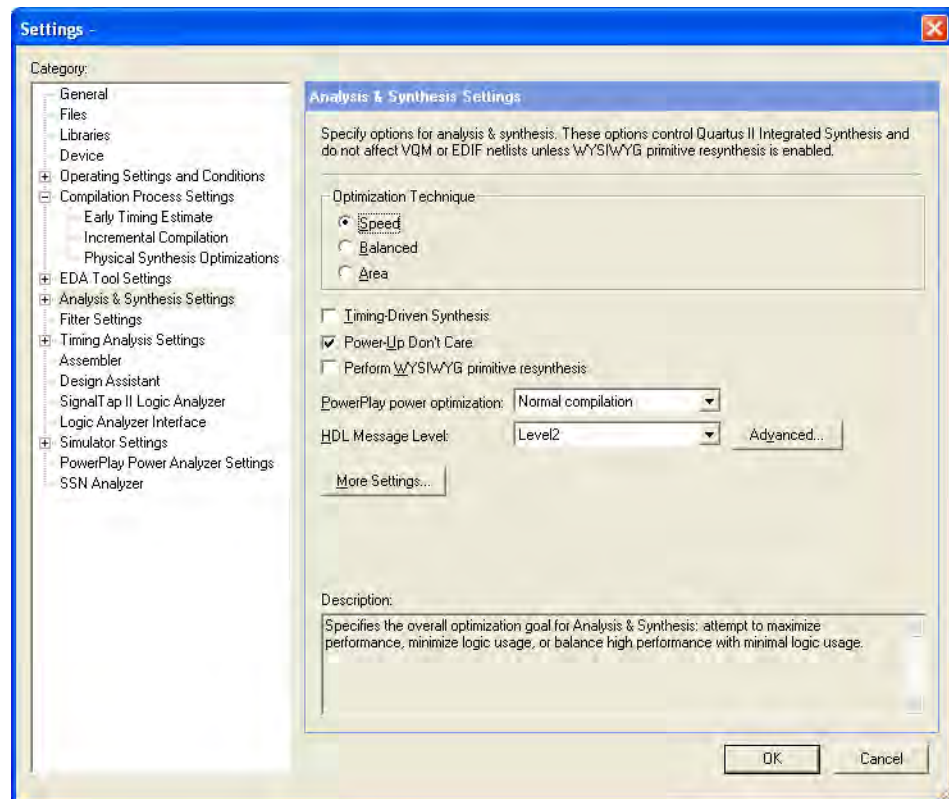 Settings -
Category:
General
Files
Libraries
Device
Operating Settings and Conditions
Compilation Process Settings
Early Timing Estimate
Incremental Compilation
Physical Synthesis Optimizations
EDA Tool Settings
Analysis & Synthesis Settings
Fitter Settings
Timing Analysis Settings
Assembler
Design Assistant
SignalTap II Logic Analyzer
Logic Analyzer Interface
Simulator Settings
PowerPlay Power Analyzer Settings
SSN Analyzer
Analysis & Synthesis Settings
Specify options for analysis & synthesis. These options control Quartus II Integrated Synthesis and
do not affect VQM or EDIF netlists unless WYSIWYG primitive resynthesis is enabled.
Optimization Technique
Speed
Balanced
Area
Timing-Driven Synthesis
Power-Up Don't Care
Perform WYSIWYG primitive resynthesis
PowerPlay power optimization: Normal compilation
HDL Message Level: Level2 Advanced...
More Settings...
Description:
Specifies the overall optimization goal for Analysis & Synthesis: attempt to maximize
performance, minimize logic usage, or balance high performance with minimal logic usage.
OK Cancel